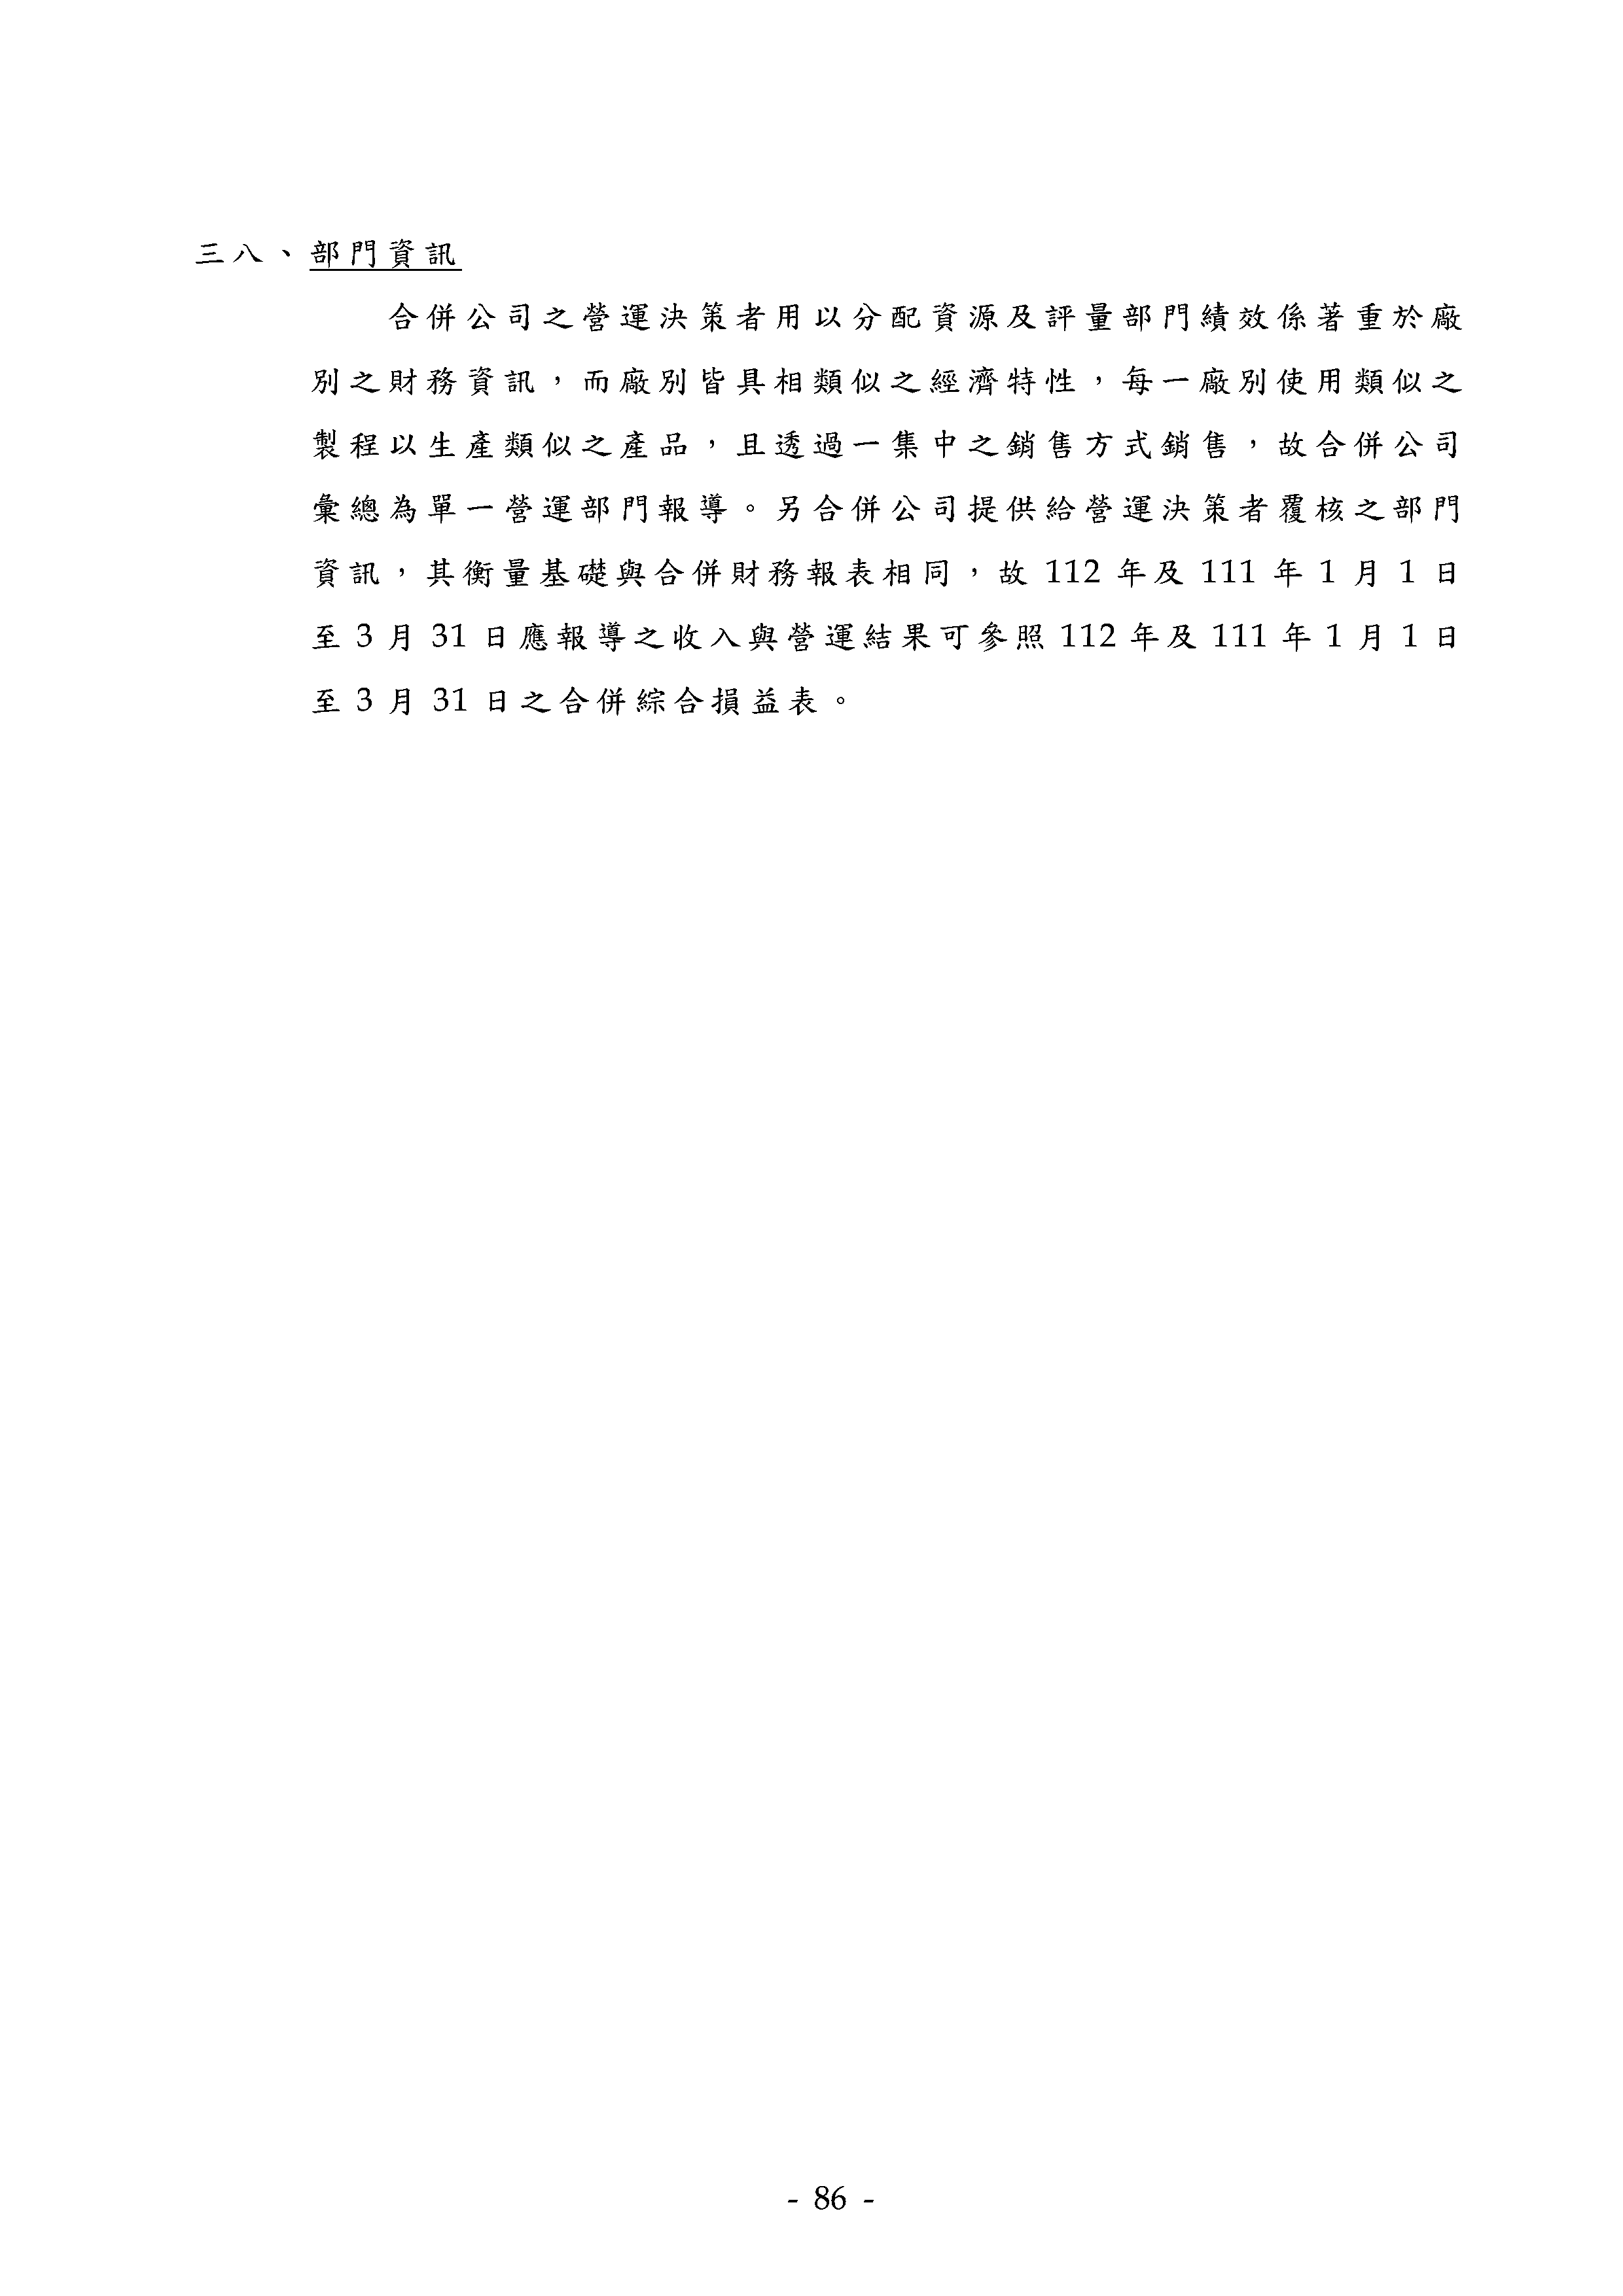 三八、部門資訊
合併公司之營運決策者用以分配資源及評量部門績效係著重於廠
別之財務資訊，而廠別皆具相類似之經濟特性，每一廠別使用類似之
製程以生產類似之產品，且透過一集中之銷售方式銷售，故合併公司
彙總為單一營運部門報導。另合併公司提供給營運決策者覆核之部門
資訊，其衡量基礎與合併財務報表相同，故 112 年及 111 年 1 月 1 日
至 3 月 31 日應報導之收入與營運結果可參照 112 年及 111 年 1 月 1 日
至 3 月 31 日之合併綜合損益表。
- 86 -